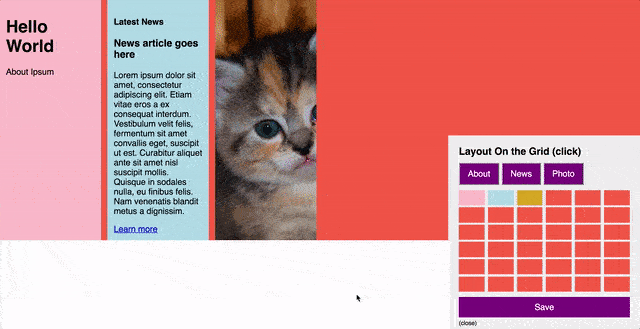 Hello
World
About Ipsum
Latest News
News article goes
here
Lorem ipsum dolor sit
amet, consectetur
adipiscing elit. Etiam
vitae eros a ex
consequat interdum.
Vestibulum velit felis,
fermentum sit amet
convallis eget, suscipit
ut est. Curabitur aliquet
ante sit amet nisl
suscipit mollis.
Quisque in sodales
nulla, eu finibus felis.
Nam venenatis blandit
metus a dignissim.
Learn more
Layout On the Grid (click)
About News Photo
Save
(close)